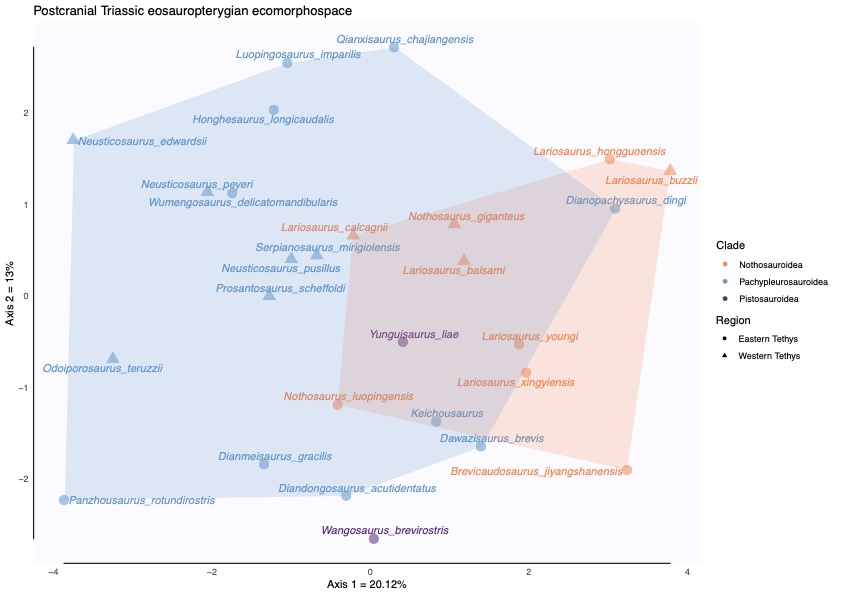 Postcranial Triassic eosauropterygian ecomorphospace
Qianxisaurus_chajiangensis
Luopingosaurus_imparilis
Honghesaurus_longicaudalis
Neusticosaurus_edwardsii
Lariosaurus_hongguoensis
Lariosaurus_buzzii
Neusticosaurus_peyeri
Wumengosaurus_delicatomandibularis
Dianopachysaurus_dingi
Nothosaurus_giganteus
Lariosaurus_calcagnii
Serpianosaurus_mirigiolensis
Neusticosaurus_pusillus
Lariosaurus_balsami
Prosantosaurus_scheffoldi
Yunguisaurus_liae
Lariosaurus_youngi
Odoiporosaurus_teruzzii
Lariosaurus_xingyiensis
Nothosaurus_luopingensis
Keichousaurus
Dawazisaurus_brevis
Dianmeisaurus_gracilis
Brevicaudosaurus_jiyangshanensis
Diandongosaurus_acutidentatus
Panzhousaurus_rotundirostris
Wangosaurus_brevirostris
2
1
0
−1
−2
Axis 2 = 13%
−4
−2
0
2
4
Axis 1 = 20.12%
Clade
Nothosauroidea
Pachypleurosauroidea
Pistosauroidea
Region
Eastern Tethys
Western Tethys